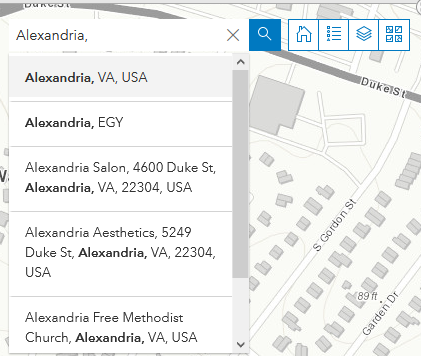 Duke St
Alexandria,
Duke St
Alexandria, VA, USA
Alexandria, EGY
Alexandria Salon, 4600 Duke St,
Alexandria, VA, 22304, USA
Alexandria Aesthetics, 5249
Duke St, Alexandria, VA, 22304,
USA
Alexandria Free Methodist
Church, Alexandria, VA, USA
S Gordon St
89 ft
Garden Dr